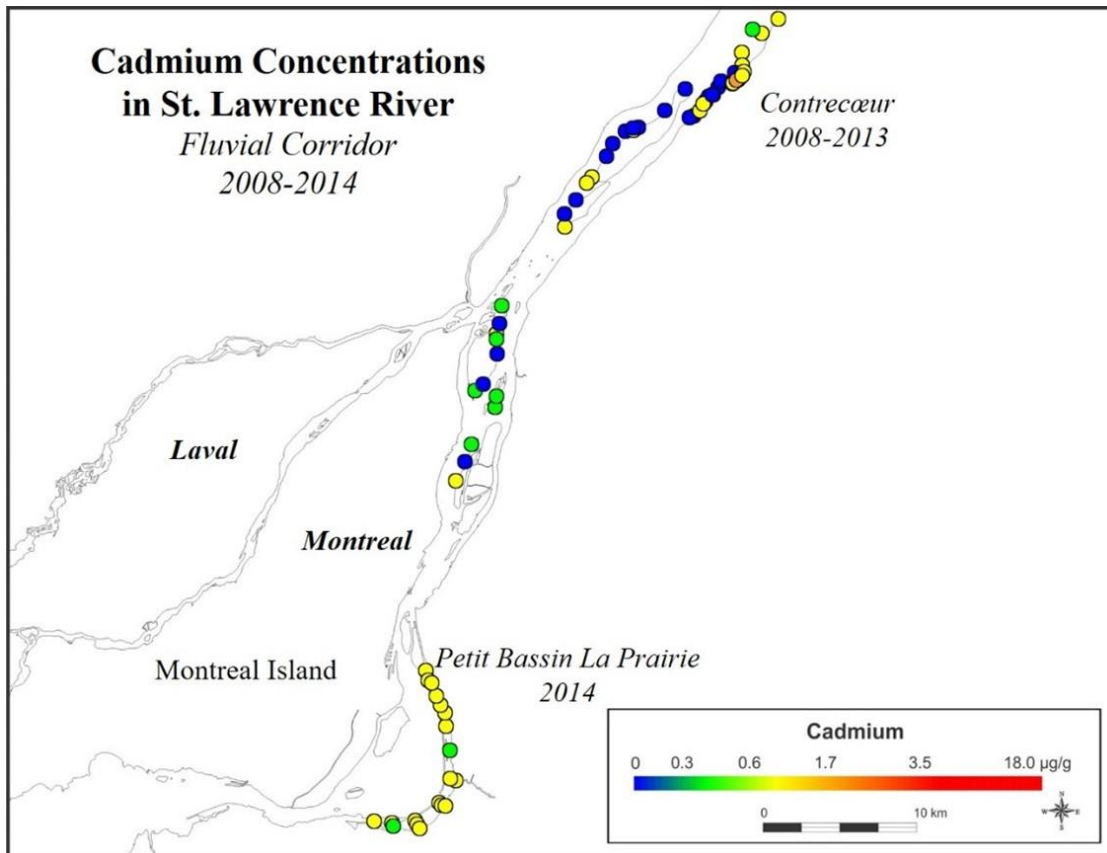 Cadmium Concentrations
in St. Lawrence River
Fluvial Corridor
2008-2014
Contrecœur
2008-2013
Laval
Montreal
Montreal Island
Petit Bassin La Prairie
2014
Cadmium
0 0.3 0.6 1.7 3.5 18.0 µg/g
0 10 km
N
W E
S